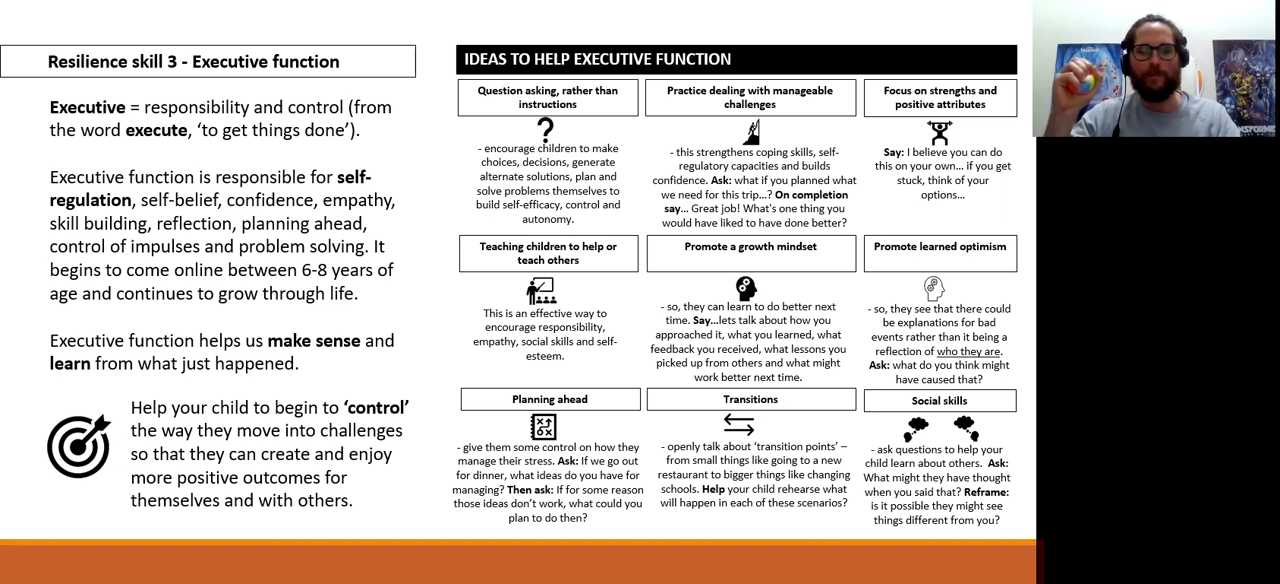 Resilience skill 3 - Executive function
Executive = responsibility and control (from
the word execute, ‘to get things done’).
Executive function is responsible for self-
regulation, self-belief, confidence, empathy,
skill building, reflection, planning ahead,
control of impulses and problem solving. It
begins to come online between 6-8 years of
age and continues to grow through life.
Executive function helps us make sense and
learn from what just happened.
Help your child to begin to ‘control’
the way they move into challenges
so that they can create and enjoy
more positive outcomes for
themselves and with others.
IDEAS TO HELP EXECUTIVE FUNCTION
Question asking, rather than
instructions
- encourage children to make
choices, decisions, generate
alternate solutions, plan and
solve problems themselves to
build self-efficacy, control and
autonomy.
Practice dealing with manageable
challenges
- this strengthens coping skills, self-
regulatory capacities and builds
confidence. Ask: what if you planned what
we need for this trip...? On completion
say... Great job! What's one thing you
would have liked to have done better?
Focus on strengths and
positive attributes
Say: I believe you can do
this on your own... if you get
stuck, think of your
options...
Teaching children to help or
teach others
This is an effective way to
encourage responsibility,
empathy, social skills and self-
esteem.
Promote a growth mindset
- so, they can learn to do better next
time. Say...lets talk about how you
approached it, what you learned, what
feedback you received, what lessons you
picked up from others and what might
work better next time.
Promote learned optimism
- so, they see that there could
be explanations for bad
events rather than it being a
reflection of who they are.
Ask: what do you think might
have caused that?
Planning ahead
- give them some control on how they
manage their stress. Ask: If we go out
for dinner, what ideas do you have for
managing? Then ask: If for some reason
those ideas don’t work, what could you
plan to do then?
Transitions
- openly talk about ‘transition points’ –
from small things like going to a new
restaurant to bigger things like changing
schools. Help your child rehearse what
will happen in each of these scenarios?
Social skills
- ask questions to help your
child learn about others. Ask:
What might they have thought
when you said that? Reframe:
is it possible they might see
things different from you?